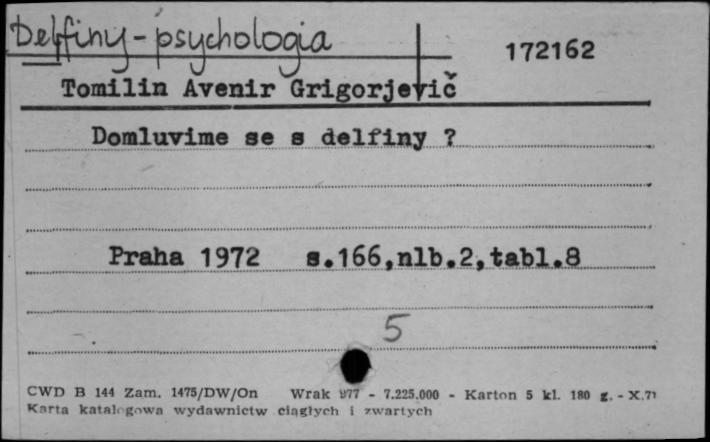 Delfiny - psychologia
172162
Tomilin Avenir Grigorjevič
Domluvime se s delfiny ?
Praha 1972 s.166,nlb.2,tabl.8
5
CWD B 144 Zam. 1475/DW/On Wrak 977 - 7.225.000 - Karton 5 kl. 180 g. - X.71
Karta katalogowa wydawnictw ciągłych i zwartych